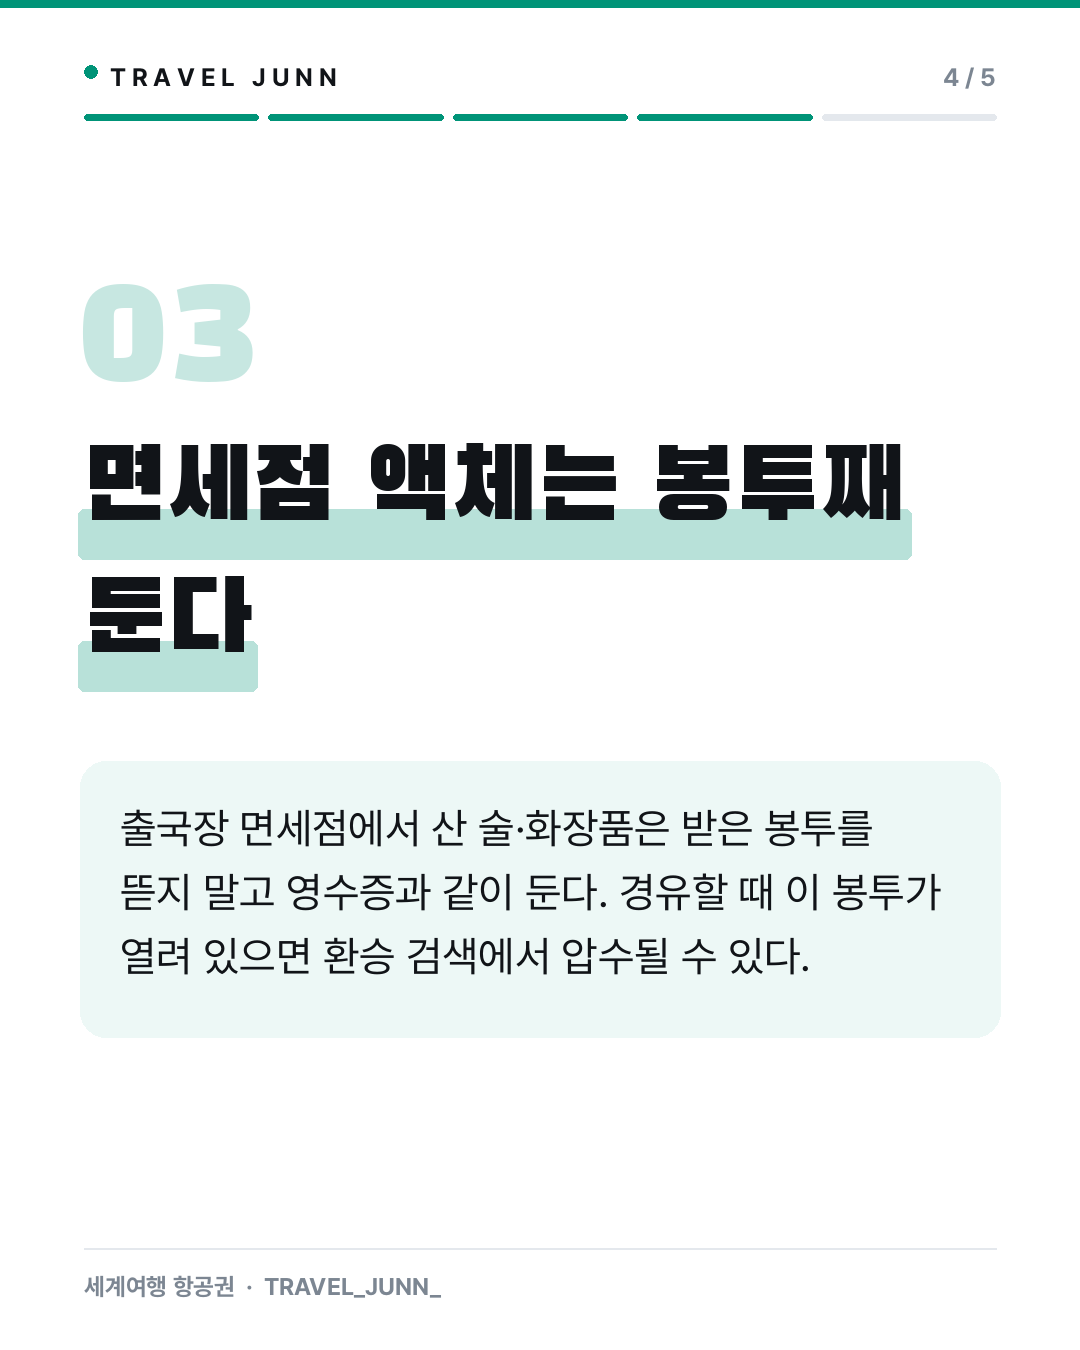 TRAVEL JUNN
4 / 5
03
면세점 액체는 봉투째
둔다
출국장 면세점에서 산 술·화장품은 받은 봉투를
뜯지 말고 영수증과 같이 둔다. 경유할 때 이 봉투가
열려 있으면 환승 검색에서 압수될 수 있다.
세계여행 항공권 · TRAVEL_JUNN_